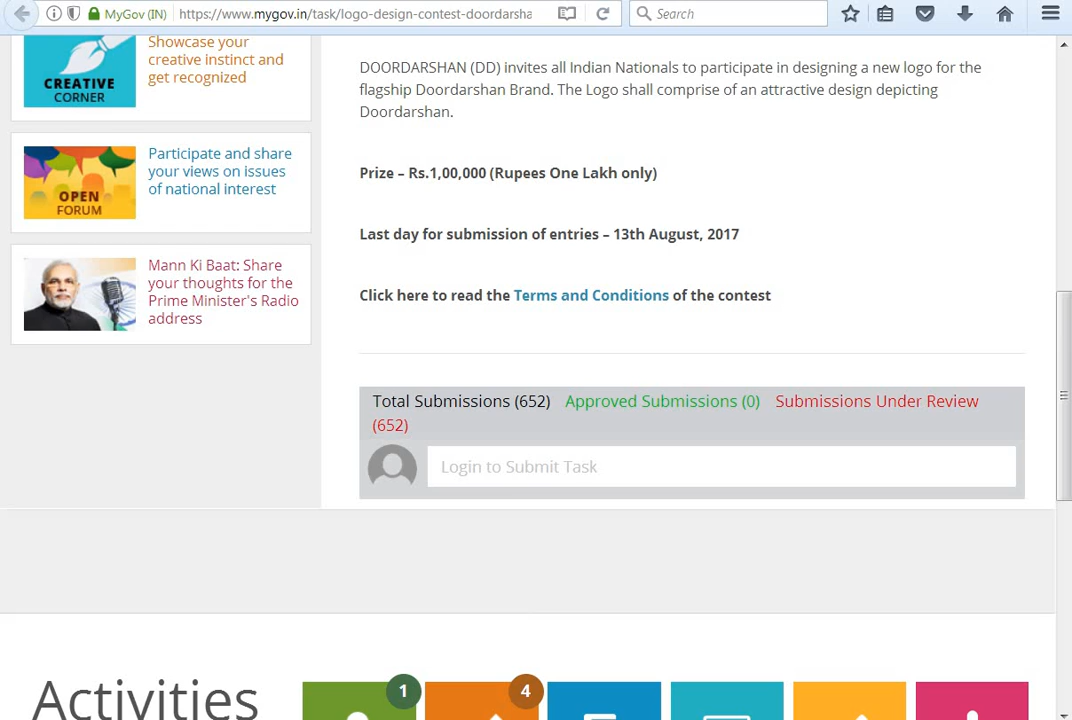 MyGov (IN)
https://www.mygov.in/task/logo-design-contest-doordarsha
Search
CREATIVE
CORNER
Showcase your
creative instinct and
get recognized
OPEN
FORUM
Participate and share
your views on issues
of national interest
Mann Ki Baat: Share
your thoughts for the
Prime Minister's Radio
address
DOORDARSHAN (DD) invites all Indian Nationals to participate in designing a new logo for the
flagship Doordarshan Brand. The Logo shall comprise of an attractive design depicting
Doordarshan.
Prize – Rs.1,00,000 (Rupees One Lakh only)
Last day for submission of entries – 13th August, 2017
Click here to read the Terms and Conditions of the contest
Total Submissions (652) Approved Submissions (0) Submissions Under Review
(652)
Login to Submit Task
Activities
1
4